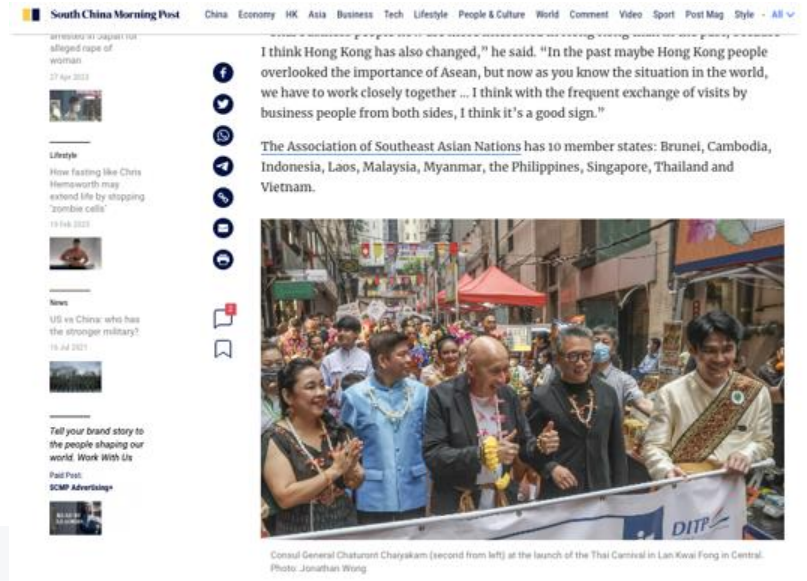 South China Morning Post
China Economy HK Asia Business Tech Lifestyle People & Culture World Comment Video Sport Post Mag Style - All
arrested in Japan for
alleged rape of
woman
27 Apr 2023
Lifestyle
How fasting like Chris
Hemsworth may
extend life by stopping
'zombie cells'
19 Feb 2023
News
US vs China: who has
the stronger military?
Jul 2021
Tell your brand story to
the people shaping our
world. Work With Us
Paid Post:
SCMP Advertising+
I think Hong Kong has also changed,” he said. “In the past maybe Hong Kong people
overlooked the importance of Asean, but now as you know the situation in the world,
we have to work closely together ... I think with the frequent exchange of visits by
business people from both sides, I think it’s a good sign.”
The Association of Southeast Asian Nations has 10 member states: Brunei, Cambodia,
Indonesia, Laos, Malaysia, Myanmar, the Philippines, Singapore, Thailand and
Vietnam.
DITP
Consul-General Chaturont Chaiyakam (second from left) at the launch of the Thai Carnival in Lan Kwai Fong in Central.
Photo: Jonathan Wong